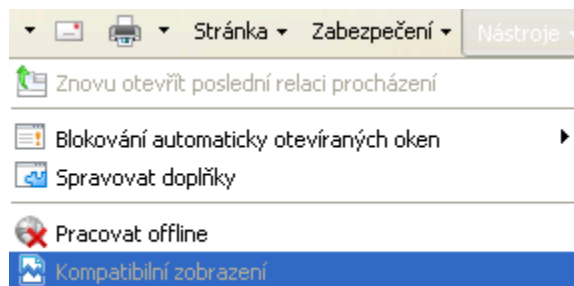 Stránka Zabezpečení Nástroje
Znovu otevřít poslední relaci procházení
Blokování automaticky otevíraných oken
Spravovat doplňky
Pracovat offline
Kompatibilní zobrazení